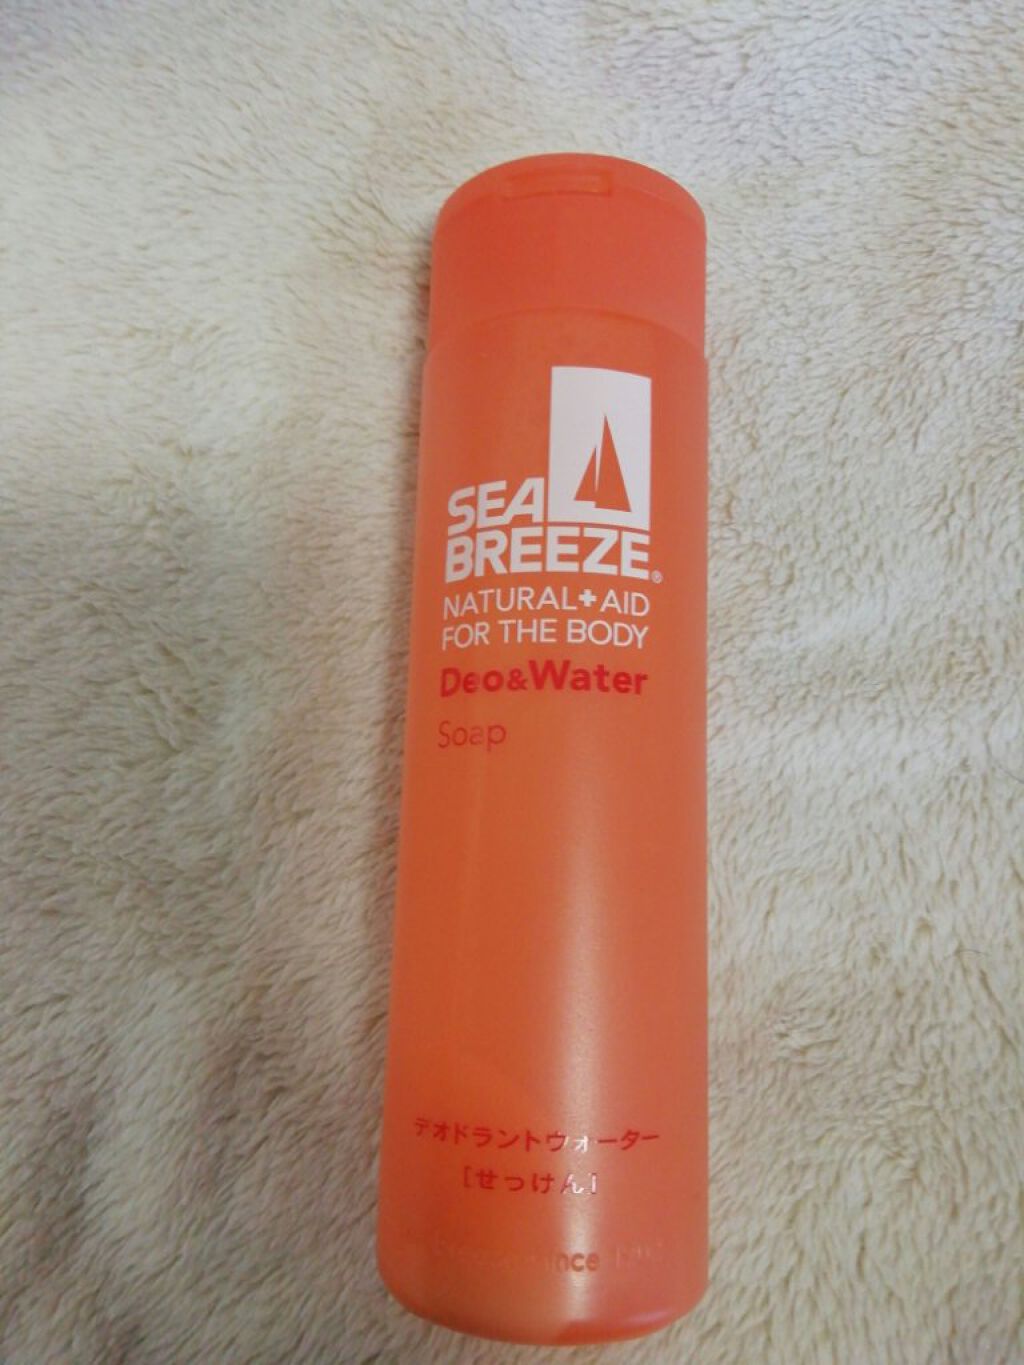 SEA
BREEZE®
NATURAL+AID
FOR THE BODY
Deo&Water
Soap
デオドラントウォーター
[せっけん]